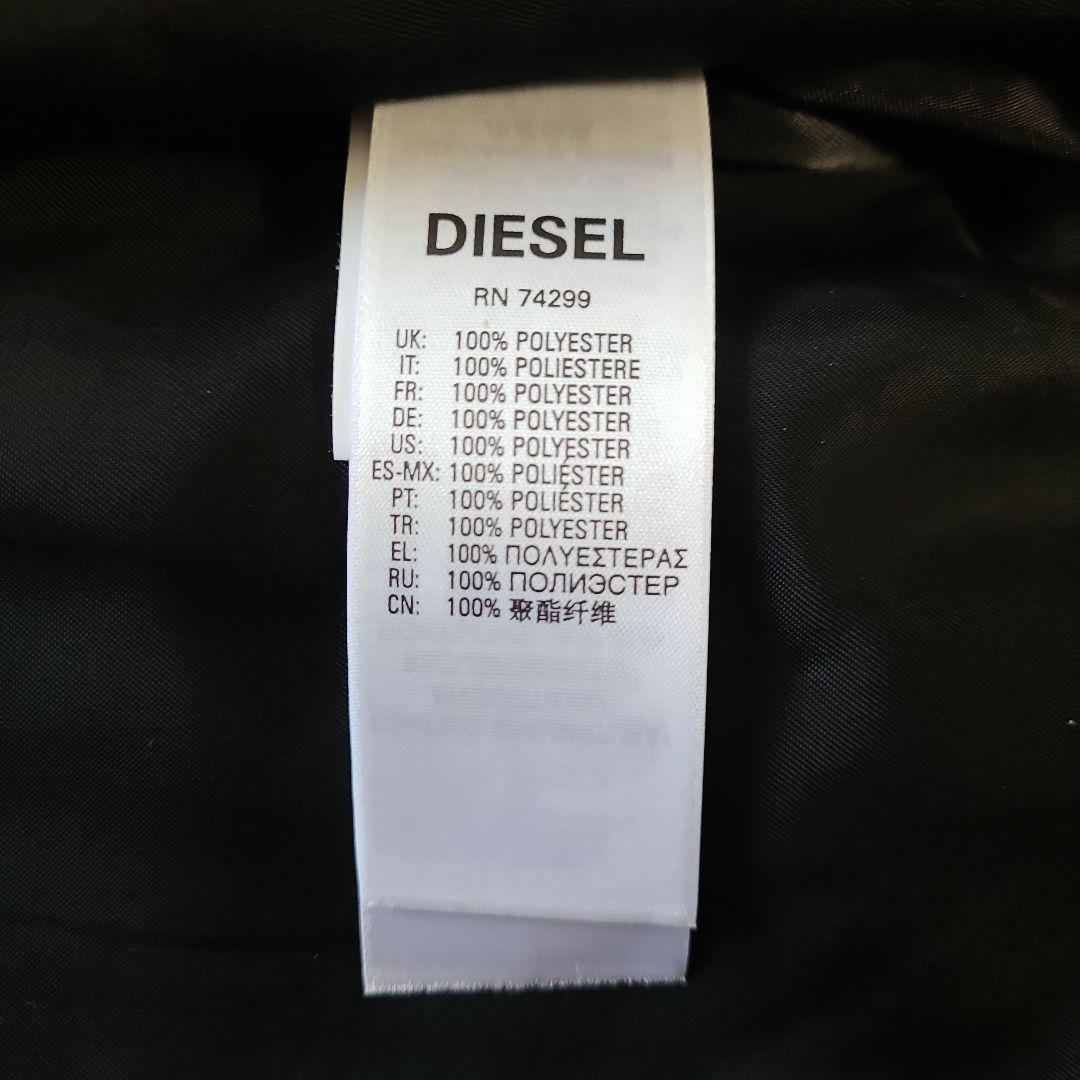 DIESEL
RN 74299
UK: 100% POLYESTER
IT: 100% POLIESTERE
FR: 100% POLYESTER
DE: 100% POLYESTER
US: 100% POLYESTER
ES-MX: 100% POLIÉSTER
PT: 100% POLIÉSTER
TR: 100% POLYESTER
EL: 100% ΠΟΛΥΕΣΤΕΡΑΣ
RU: 100% ПОЛИЭСТЕР
CN: 100% 聚酯纤维